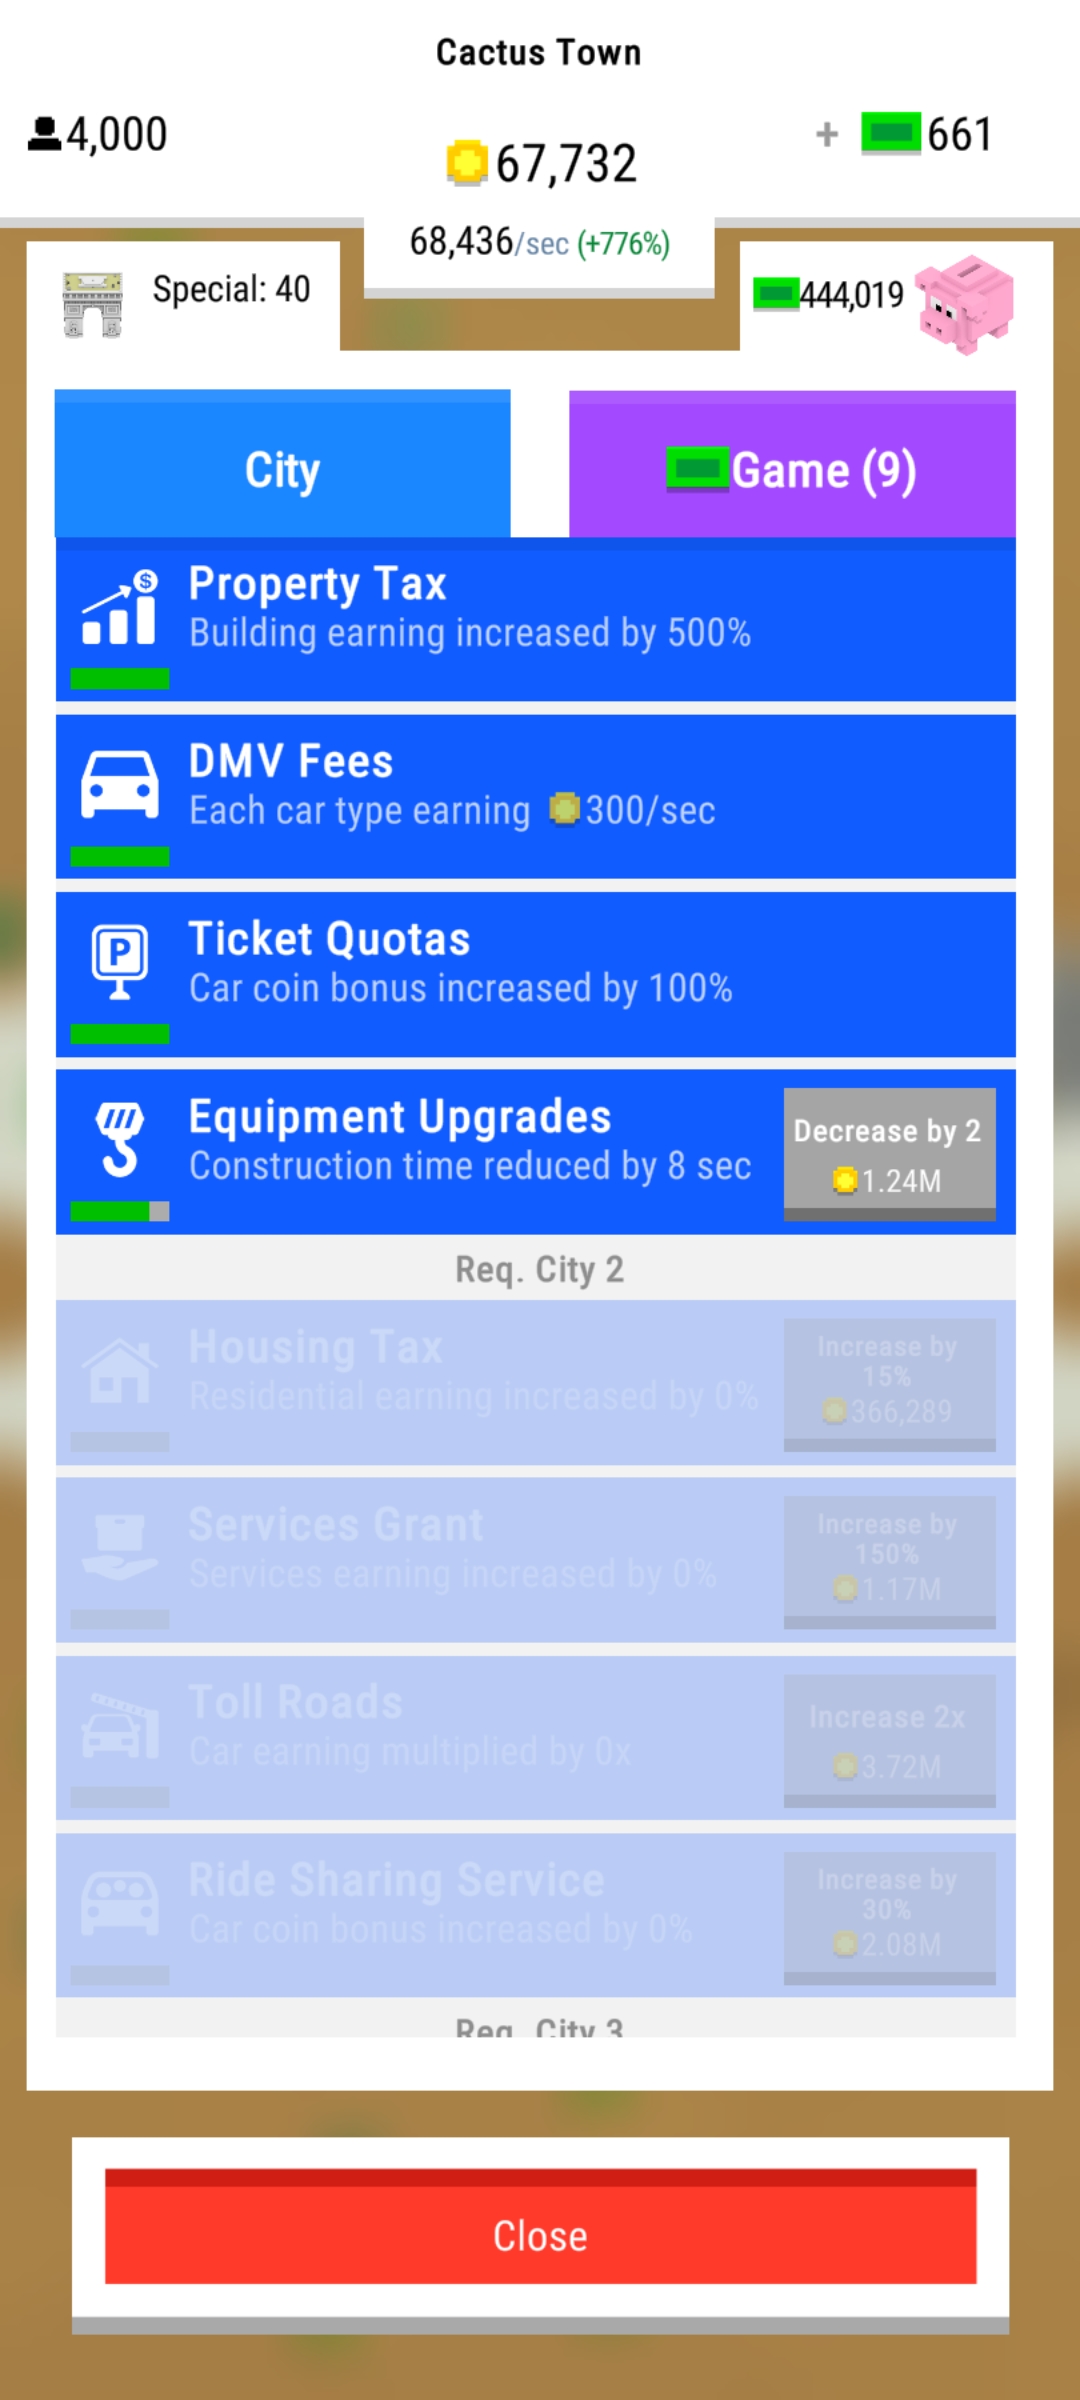 Cactus Town
4,000
67,732
+ 661
68,436/sec (+776%)
Special: 40
444,019
City
Game (9)
Property Tax
Building earning increased by 500%
DMV Fees
Each car type earning 300/sec
P
Ticket Quotas
Car coin bonus increased by 100%
Equipment Upgrades
Construction time reduced by 8 sec
Decrease by 2
1.24M
Req. City 2
Housing Tax
Residential earning increased by 0%
Increase by
15%
366,289
Services Grant
Services earning increased by 0%
Increase by
150%
1.17M
Toll Roads
Car earning multiplied by 0x
Increase 2x
3.72M
Ride Sharing Service
Car coin bonus increased by 0%
Increase by
30%
2.08M
Req. City 3
Close